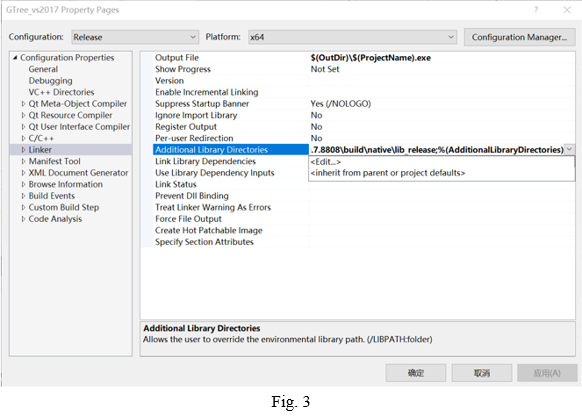 GTree_vs2017 Property Pages
Configuration: Release Platform: x64 Configuration Manager...
Configuration Properties
General
Debugging
VC++ Directories
Qt Meta-Object Compiler
Qt Resource Compiler
Qt User Interface Compiler
C/C++
Linker
Manifest Tool
XML Document Generator
Browse Information
Build Events
Custom Build Step
Code Analysis
Output File $(OutDir)\$(ProjectName).exe
Show Progress Not Set
Version
Enable Incremental Linking
Suppress Startup Banner Yes (/NOLOGO)
Ignore Import Library No
Register Output No
Per-user Redirection No
Additional Library Directories .7.8808\build\native\lib_release;%(AdditionalLibraryDirectories)
Link Library Dependencies <Edit...>
Use Library Dependency Inputs <inherit from parent or project defaults>
Link Status
Prevent Dll Binding
Treat Linker Warning As Errors
Force File Output
Create Hot Patchable Image
Specify Section Attributes
Additional Library Directories
Allows the user to override the environmental library path. (/LIBPATH:folder)
确定 取消 应用(A)
Fig. 3